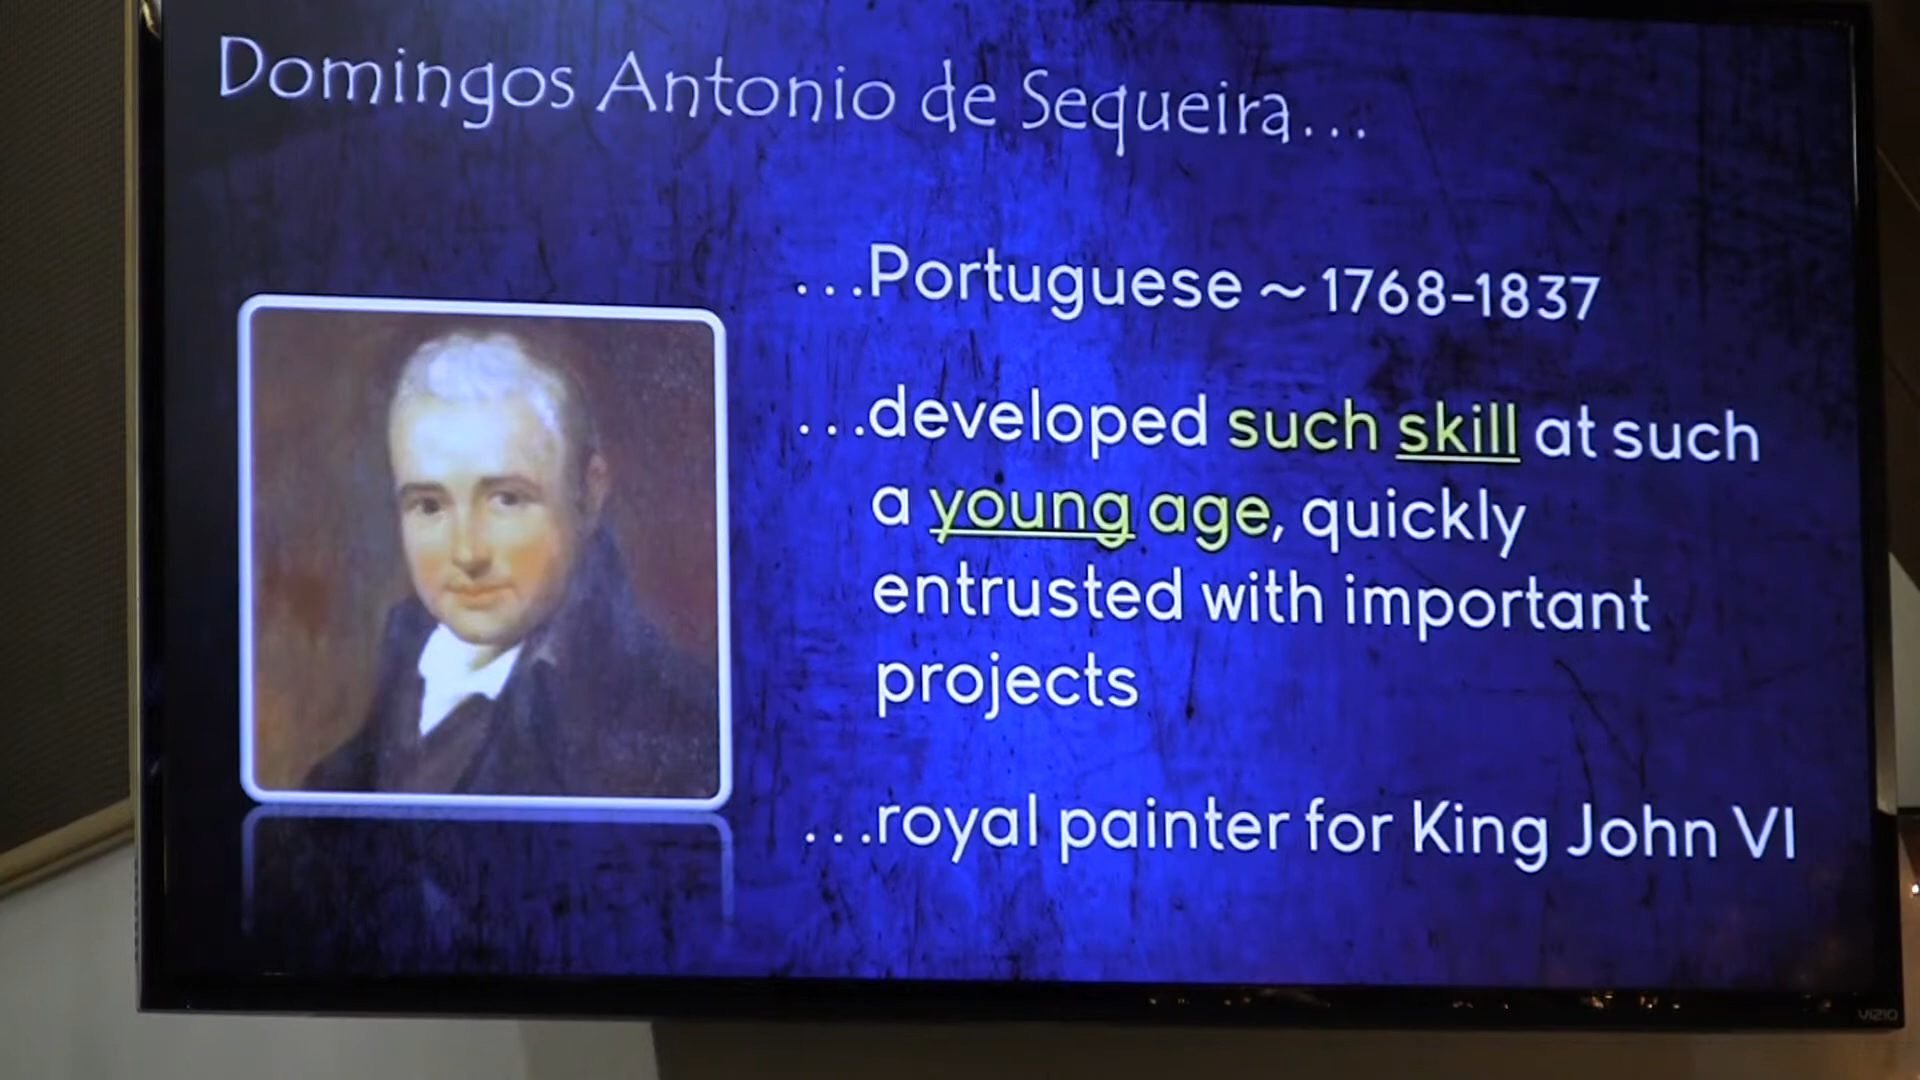 Domingos Antonio de Sequeira...
...Portuguese ~ 1768-1837
...developed such skill at such
a young age, quickly
entrusted with important
projects
...royal painter for King John VI
VIZIO